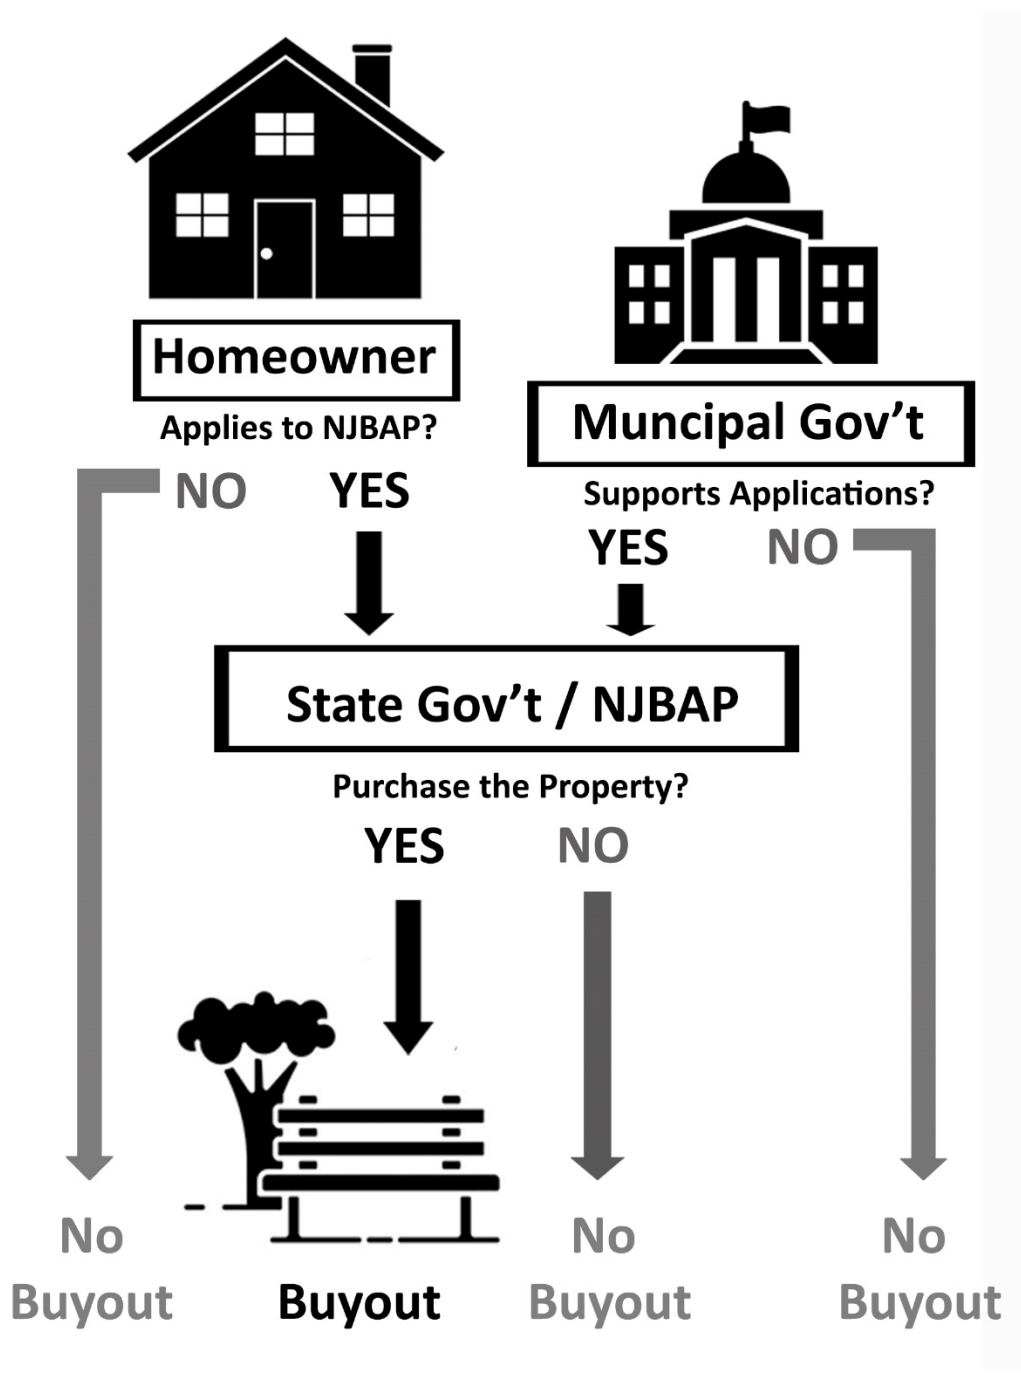 Homeowner
Applies to NJBAP?
NO YES
Muncipal Gov't
Supports Applications?
YES NO
State Gov't / NJBAP
Purchase the Property?
YES NO
No
Buyout
Buyout
No
Buyout
No
Buyout